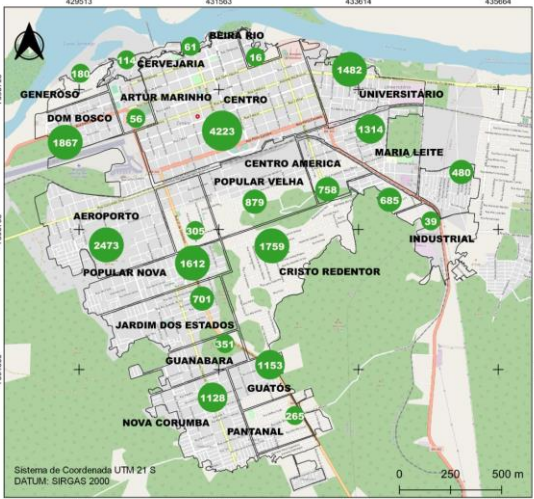 429513 431563 433614 435664
BEIRA RIO
61
16
114
CERVEJARIA
180
1482
GENEROSO
ARTUR MARINHO
CENTRO
UNIVERSITÁRIO
DOM BOSCO
56
1314
4223
1867
MARIA LEITE
CENTRO AMERICA
480
POPULAR VELHA
758
879
685
AEROPORTO
39
305
INDUSTRIAL
2473
1759
1612
POPULAR NOVA
CRISTO REDENTOR
701
JARDIM DOS ESTADOS
351
GUANABARA
1153
GUATÓS
1128
265
NOVA CORUMBA
PANTANAL
Sistema de Coordenada UTM 21 S
DATUM: SIRGAS 2000
0 250 500 m